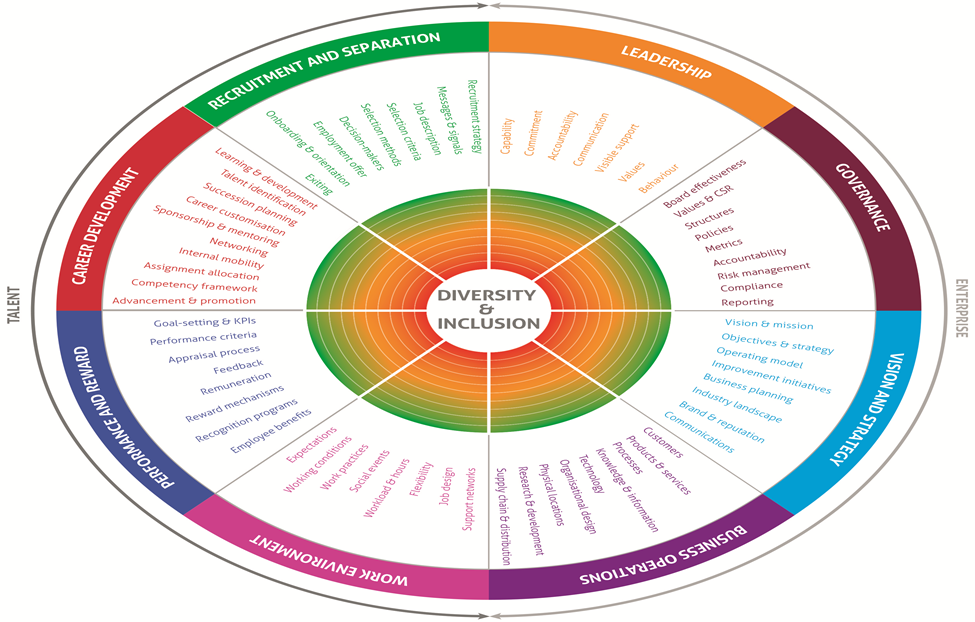 RECRUITMENT AND SEPARATION
Recruitment strategy
Messages & signals
Job description
Selection criteria
Selection methods
Decision-makers
Employment offer
Onboarding & orientation
Exiting
LEADERSHIP
Capability
Commitment
Accountability
Communication
Visible support
Values
Behaviour
GOVERNANCE
Board effectiveness
Values & CSR
Structures
Policies
Metrics
Accountability
Risk management
Compliance
Reporting
VISION AND STRATEGY
Vision & mission
Objectives & strategy
Operating model
Improvement initiatives
Business planning
Industry landscape
Brand & reputation
Communications
BUSINESS OPERATIONS
Customers
Products & services
Processes
Knowledge & information
Technology
Organisational design
Physical locations
Research & development
Supply chain & distribution
WORK ENVIRONMENT
Support networks
Job design
Flexibility
Workload & hours
Social events
Work practices
Working conditions
Expectations
PERFORMANCE AND REWARD
Goal-setting & KPIs
Performance criteria
Appraisal process
Feedback
Remuneration
Reward mechanisms
Recognition programs
Employee benefits
CAREER DEVELOPMENT
Learning & development
Talent identification
Succession planning
Career customisation
Sponsorship & mentoring
Networking
Internal mobility
Assignment allocation
Competency framework
Advancement & promotion
DIVERSITY
&
INCLUSION
TALENT
ENTERPRISE